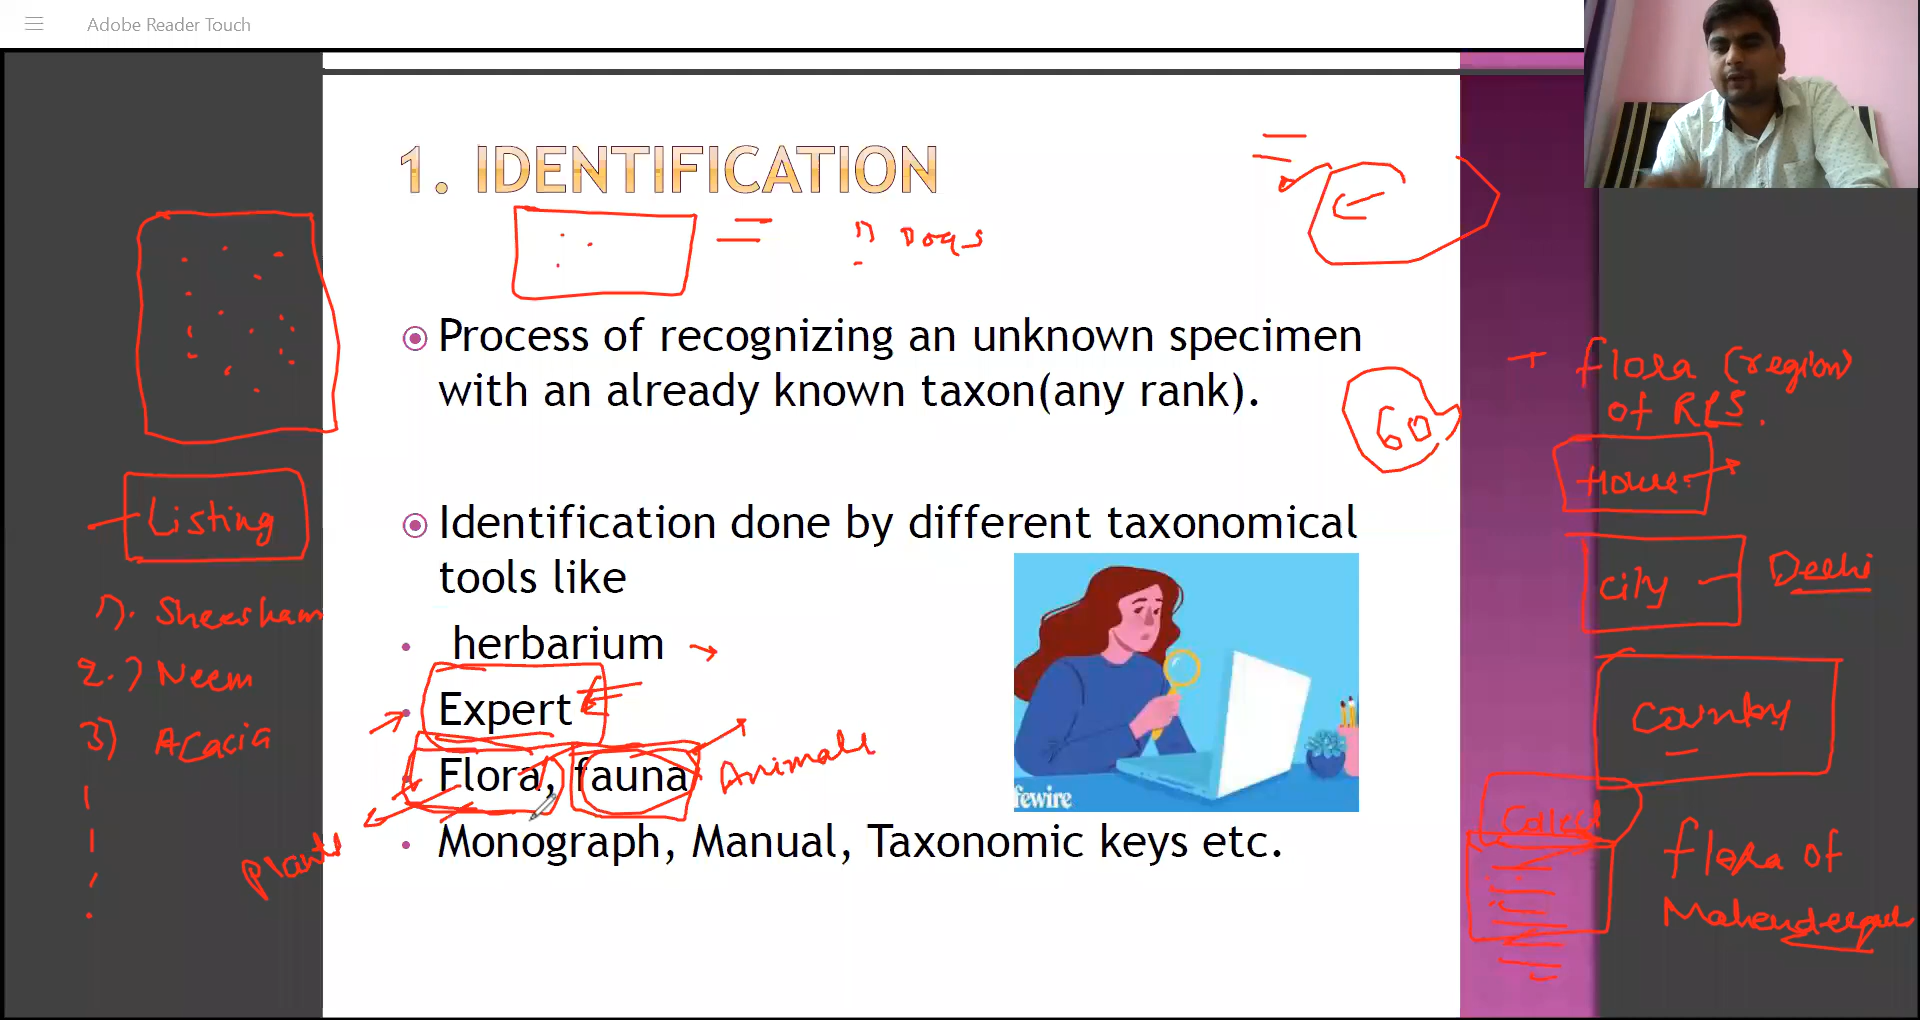 Adobe Reader Touch
1. IDENTIFICATION
1) Dogs
Process of recognizing an unknown specimen
with an already known taxon(any rank).
60
Identification done by different taxonomical
tools like
herbarium
Expert
Flora, fauna
Animals
Monograph, Manual, Taxonomic keys etc.
fewire
Listing
1). Sheesham
2.) Neem
3) Acacia
plants
flora (region)
of RLS.
House
City
Delhi
Country
flora of